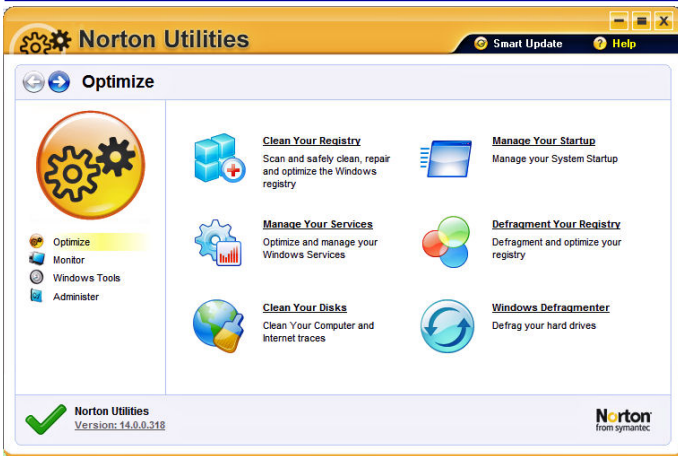 Norton Utilities
Smart Update
Help
Optimize
Optimize
Monitor
Windows Tools
Administer
Clean Your Registry
Scan and safely clean, repair
and optimize the Windows
registry
Manage Your Startup
Manage your System Startup
Manage Your Services
Optimize and manage your
Windows Services
Defragment Your Registry
Defragment and optimize your
registry
Clean Your Disks
Clean Your Computer and
Internet traces
Windows Defragmenter
Defrag your hard drives
Norton Utilities
Version: 14.0.0.318
Norton
from symantec